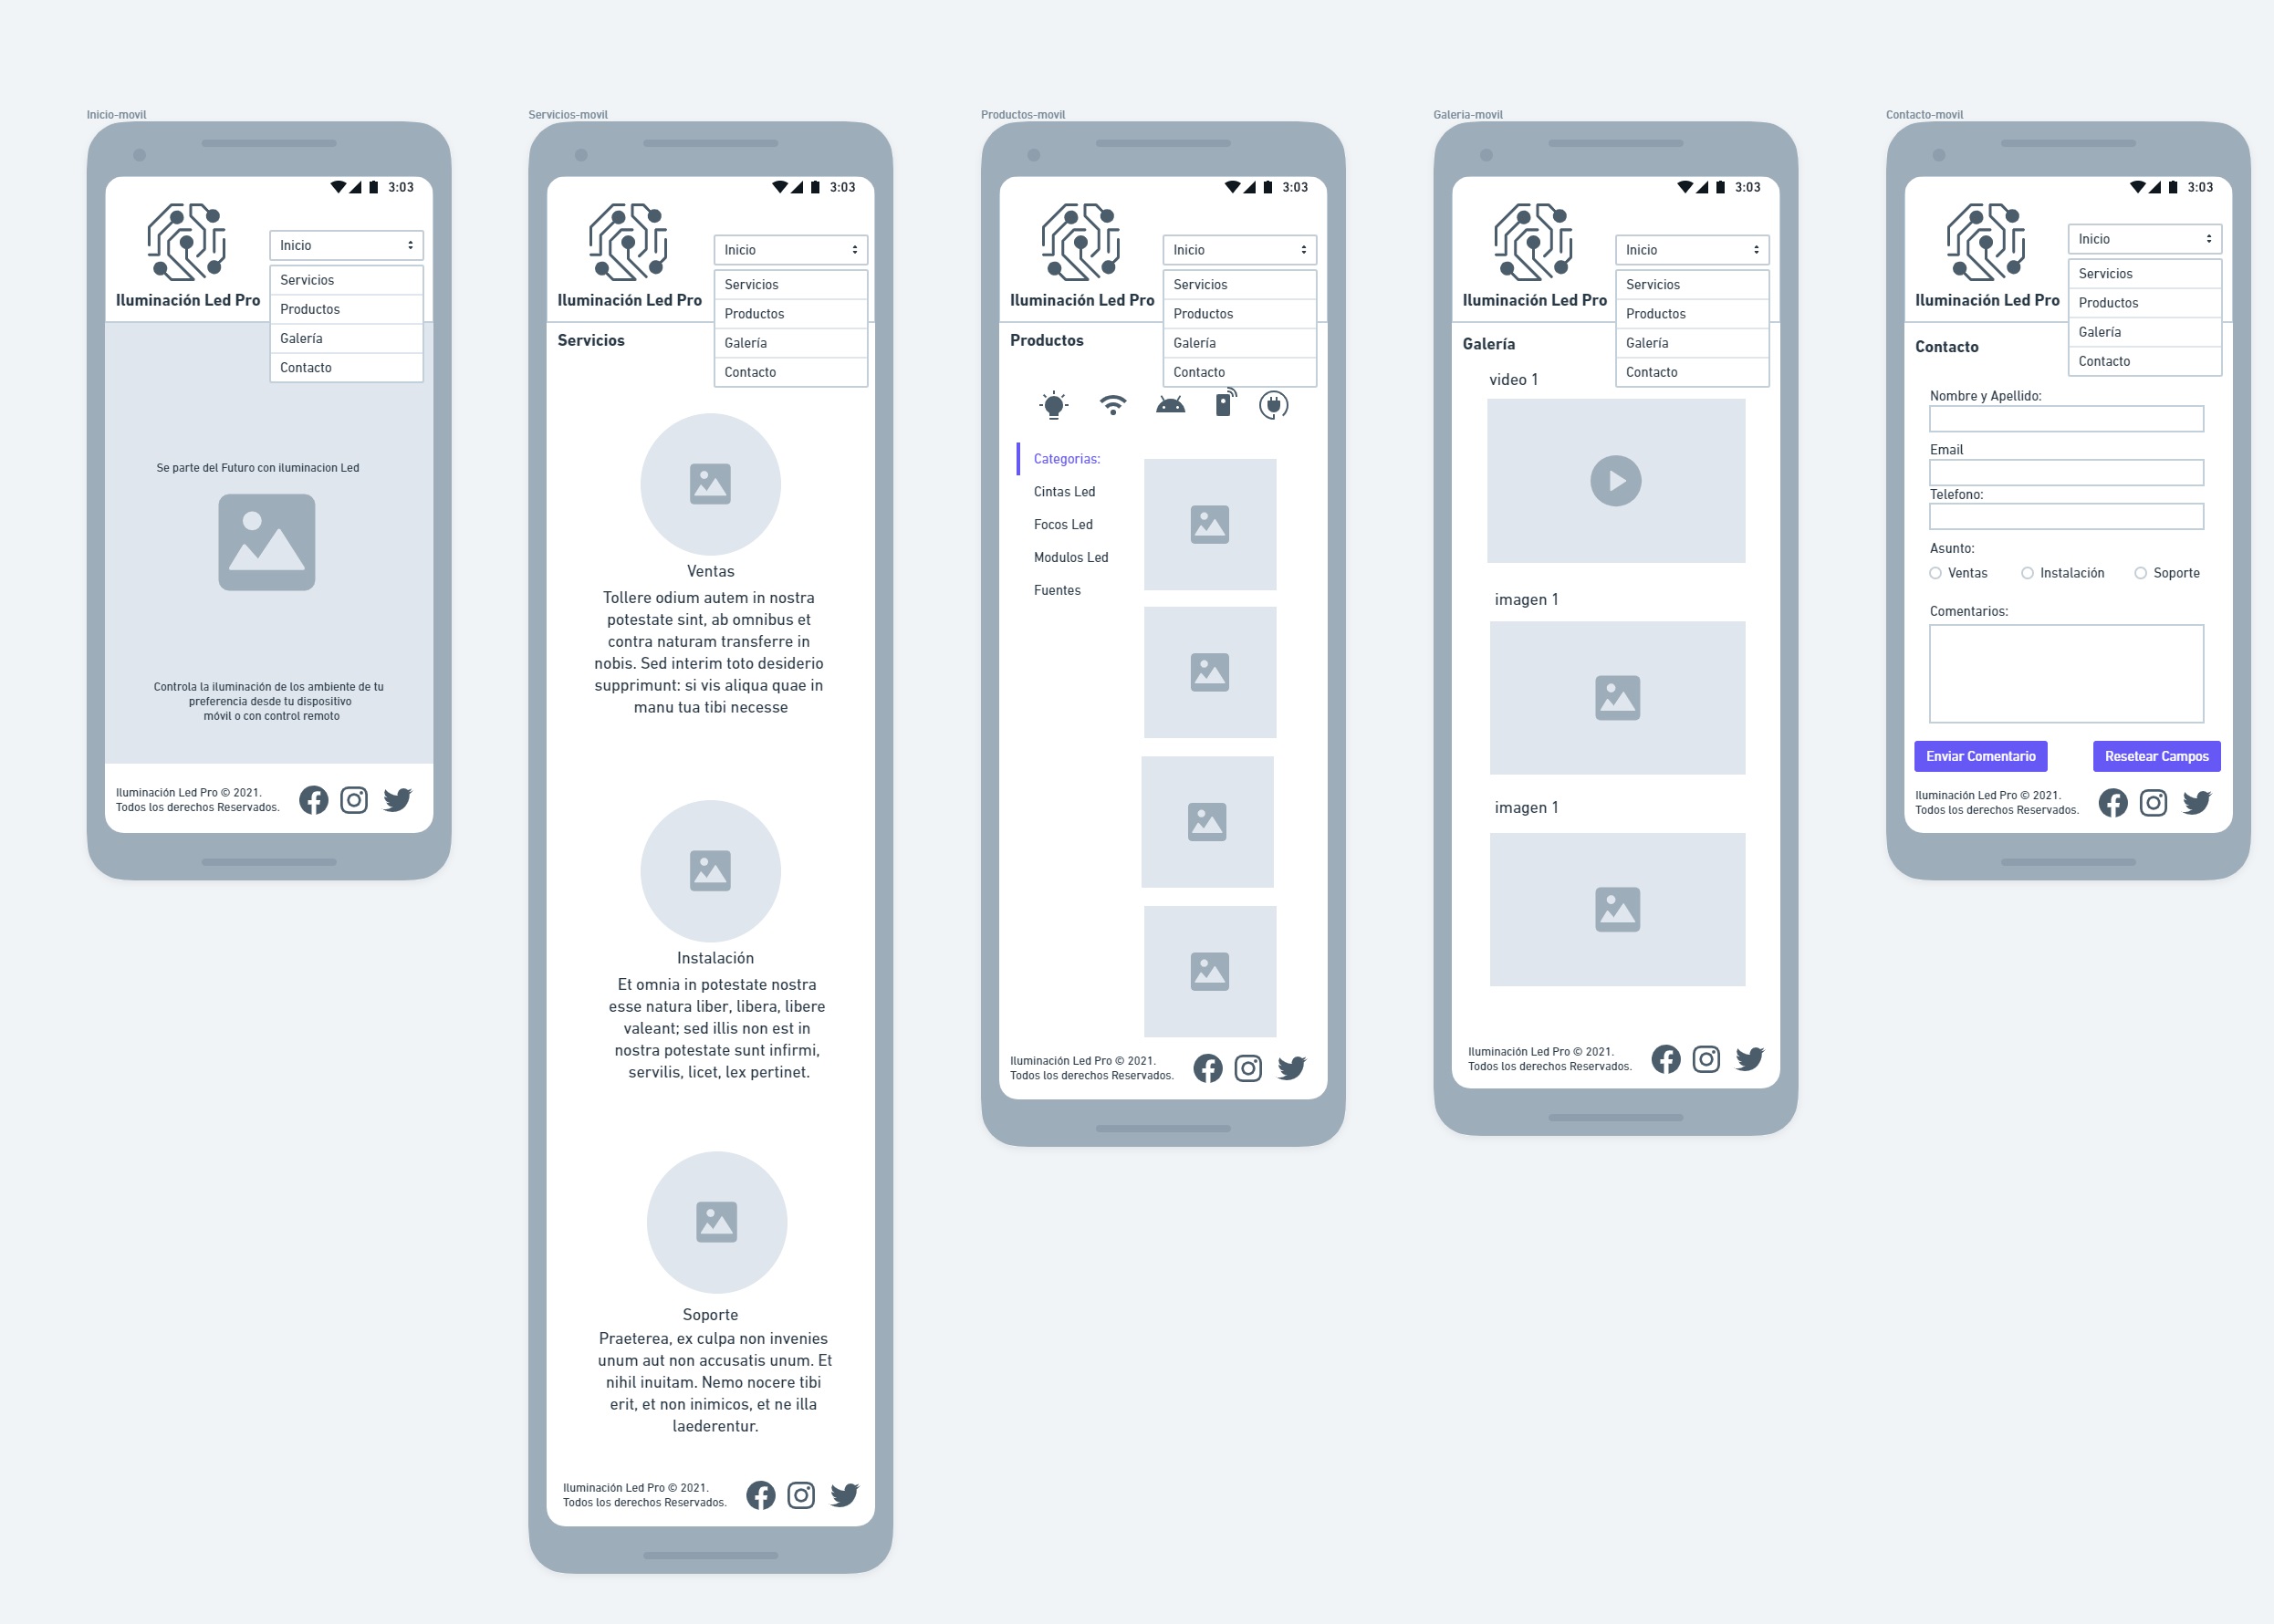 Inicio-movil
3:03
Iluminación Led Pro
Inicio
Servicios
Productos
Galería
Contacto
Se parte del Futuro con iluminacion Led
Controla la iluminación de los ambiente de tu
preferencia desde tu dispositivo
móvil o con control remoto
Iluminación Led Pro © 2021.
Todos los derechos Reservados.
Servicios-movil
3:03
Iluminación Led Pro
Inicio
Servicios
Productos
Galería
Contacto
Servicios
Ventas
Tollere odium autem in nostra
potestate sint, ab omnibus et
contra naturam transferre in
nobis. Sed interim toto desiderio
supprimunt: si vis aliqua quae in
manu tua tibi necesse
Instalación
Et omnia in potestate nostra
esse natura liber, libera, libere
valeant; sed illis non est in
nostra potestate sunt infirmi,
servilis, licet, lex pertinet.
Soporte
Praeterea, ex culpa non invenies
unum aut non accusatis unum. Et
nihil inuitam. Nemo nocere tibi
erit, et non inimicos, et ne illa
laederentur.
Iluminación Led Pro © 2021.
Todos los derechos Reservados.
Productos-movil
3:03
Iluminación Led Pro
Inicio
Servicios
Productos
Galería
Contacto
Productos
Categorias:
Cintas Led
Focos Led
Modulos Led
Fuentes
Iluminación Led Pro © 2021.
Todos los derechos Reservados.
Galeria-movil
3:03
Iluminación Led Pro
Inicio
Servicios
Productos
Galería
Contacto
Galería
video 1
imagen 1
imagen 1
Iluminación Led Pro © 2021.
Todos los derechos Reservados.
Contacto-movil
3:03
Iluminación Led Pro
Inicio
Servicios
Productos
Galería
Contacto
Contacto
Nombre y Apellido:
Email
Telefono:
Asunto:
Ventas Instalación Soporte
Comentarios:
Enviar Comentario Resetear Campos
Iluminación Led Pro © 2021.
Todos los derechos Reservados.